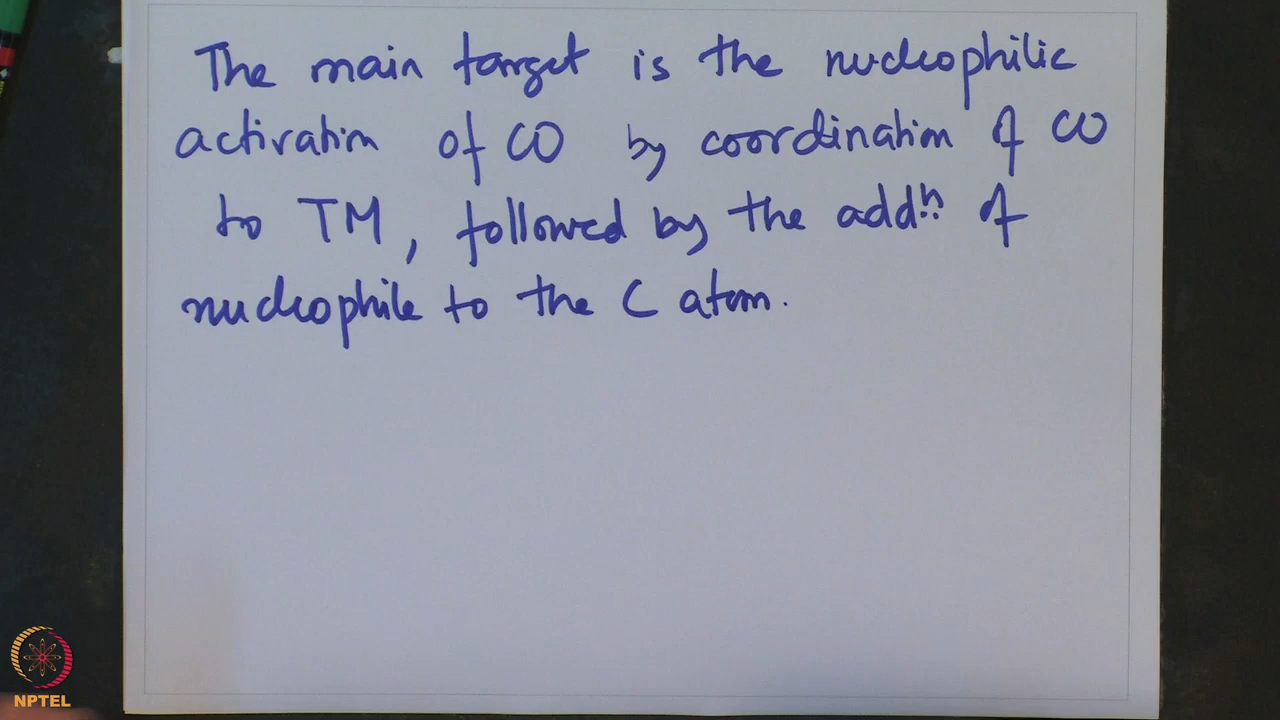 The main target is the nucleophilic
activation of CO by coordination of CO
to TM, followed by the addn. of
nucleophile to the C atom.
NPTEL